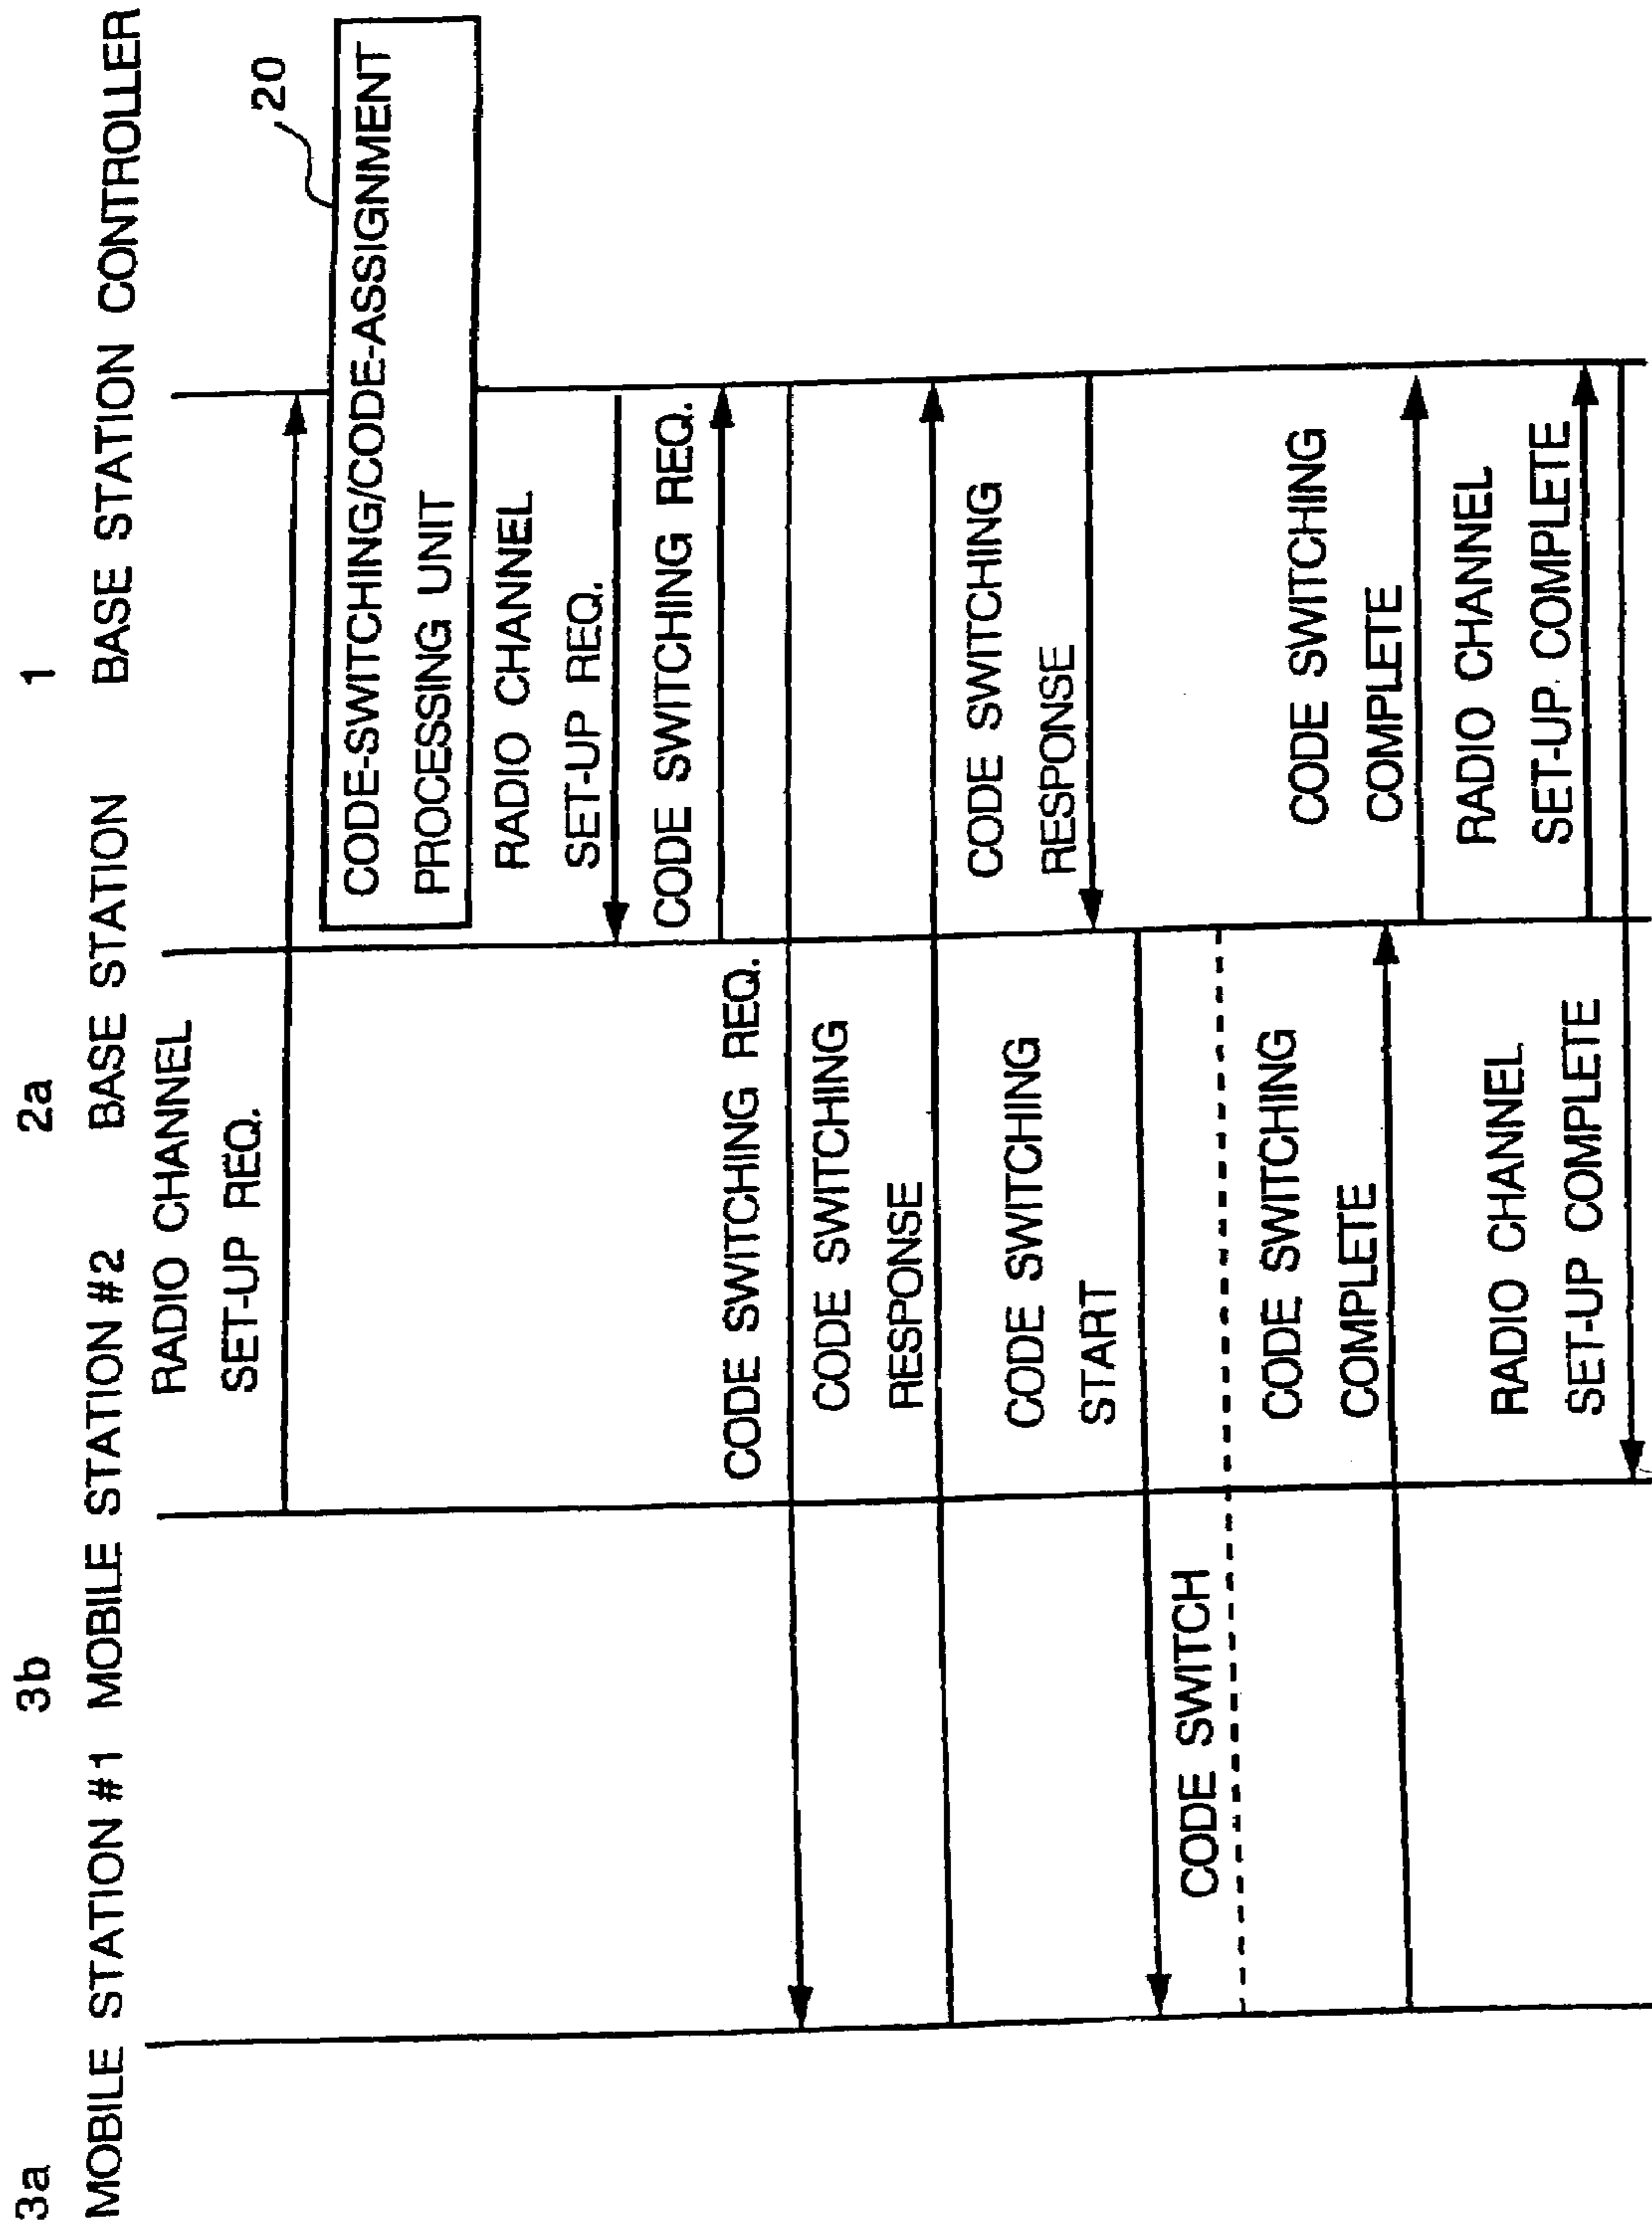 3a
3b
2a
1
MOBILE STATION #1
MOBILE STATION #2
BASE STATION
BASE STATION CONTROLLER
RADIO CHANNEL
SET-UP REQ.
20
CODE-SWITCHING/CODE-ASSIGNMENT
PROCESSING UNIT
RADIO CHANNEL
SET-UP REQ.
CODE SWITCHING REQ.
CODE SWITCHING REQ.
CODE SWITCHING
RESPONSE
CODE SWITCHING
RESPONSE
CODE SWITCHING
START
CODE SWITCH
CODE SWITCHING
COMPLETE
CODE SWITCHING
COMPLETE
RADIO CHANNEL
SET-UP COMPLETE
RADIO CHANNEL
SET-UP COMPLETE